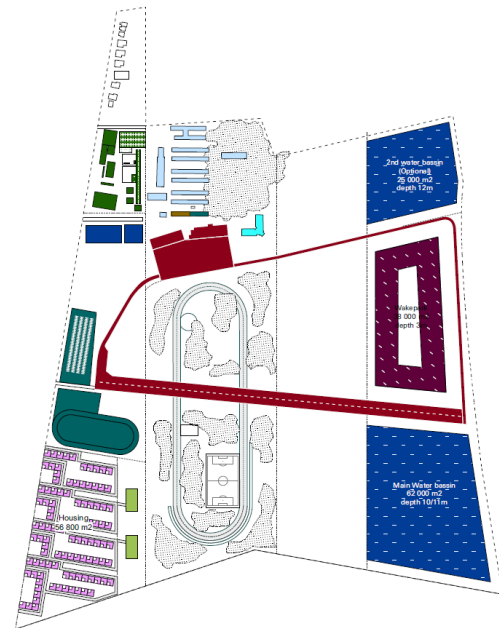 2nd water bassin
(Optional)
25 000 m2
depth 12m
Wakepark
depth 3m
Main Water bassin
62 000 m2
depth 10/11m
Housing
56 800 m2